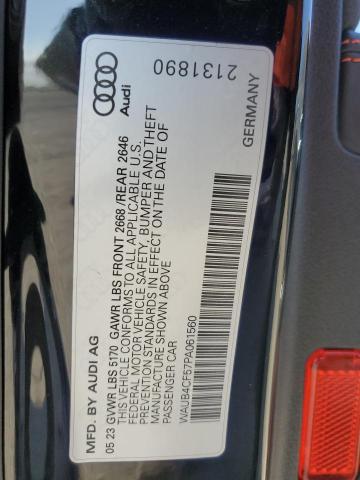 MFD. BY AUDI AG
05 23 GVWR LBS 5170 GAWR LBS FRONT 2668 /REAR 2646
THIS VEHICLE CONFORMS TO ALL APPLICABLE U.S.
FEDERAL MOTOR VEHICLE SAFETY, BUMPER AND THEFT
PREVENTION STANDARDS IN EFFECT ON THE DATE OF
MANUFACTURE SHOWN ABOVE
PASSENGER CAR
WAUB4CF57PA061560
GERMANY
Audi
2131890